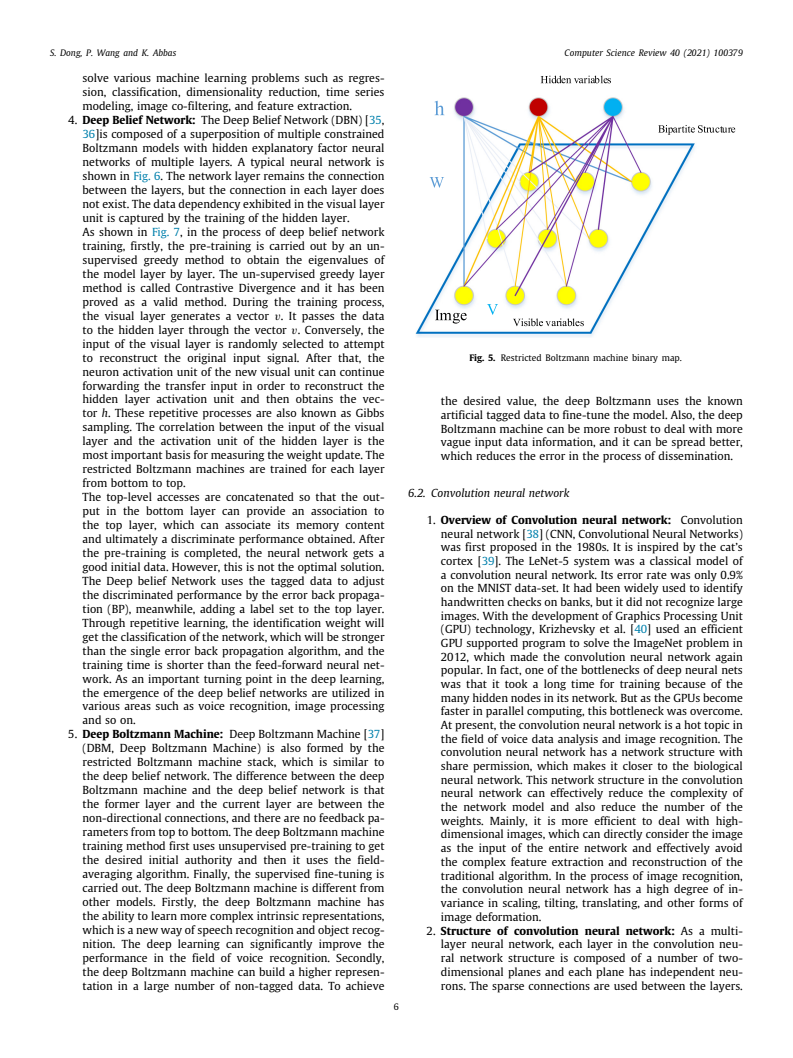 S. Dong, P. Wang and K. Abbas
Computer Science Review 40 (2021) 100379
solve various machine learning problems such as regres-
sion, classification, dimensionality reduction, time series
modeling, image co-filtering, and feature extraction.
4. Deep Belief Network: The Deep Belief Network (DBN) [35,
36]is composed of a superposition of multiple constrained
Boltzmann models with hidden explanatory factor neural
networks of multiple layers. A typical neural network is
shown in Fig. 6. The network layer remains the connection
between the layers, but the connection in each layer does
not exist. The data dependency exhibited in the visual layer
unit is captured by the training of the hidden layer.
As shown in Fig. 7, in the process of deep belief network
training, firstly, the pre-training is carried out by an un-
supervised greedy method to obtain the eigenvalues of
the model layer by layer. The un-supervised greedy layer
method is called Contrastive Divergence and it has been
proved as a valid method. During the training process,
the visual layer generates a vector v. It passes the data
to the hidden layer through the vector v. Conversely, the
input of the visual layer is randomly selected to attempt
to reconstruct the original input signal. After that, the
neuron activation unit of the new visual unit can continue
forwarding the transfer input in order to reconstruct the
hidden layer activation unit and then obtains the vec-
tor h. These repetitive processes are also known as Gibbs
sampling. The correlation between the input of the visual
layer and the activation unit of the hidden layer is the
most important basis for measuring the weight update. The
restricted Boltzmann machines are trained for each layer
from bottom to top.
The top-level accesses are concatenated so that the out-
put in the bottom layer can provide an association to
the top layer, which can associate its memory content
and ultimately a discriminate performance obtained. After
the pre-training is completed, the neural network gets a
good initial data. However, this is not the optimal solution.
The Deep belief Network uses the tagged data to adjust
the discriminated performance by the error back propaga-
tion (BP), meanwhile, adding a label set to the top layer.
Through repetitive learning, the identification weight will
get the classification of the network, which will be stronger
than the single error back propagation algorithm, and the
training time is shorter than the feed-forward neural net-
work. As an important turning point in the deep learning,
the emergence of the deep belief networks are utilized in
various areas such as voice recognition, image processing
and so on.
5. Deep Boltzmann Machine: Deep Boltzmann Machine [37]
(DBM, Deep Boltzmann Machine) is also formed by the
restricted Boltzmann machine stack, which is similar to
the deep belief network. The difference between the deep
Boltzmann machine and the deep belief network is that
the former layer and the current layer are between the
non-directional connections, and there are no feedback pa-
rameters from top to bottom. The deep Boltzmann machine
training method first uses unsupervised pre-training to get
the desired initial authority and then it uses the field-
averaging algorithm. Finally, the supervised fine-tuning is
carried out. The deep Boltzmann machine is different from
other models. Firstly, the deep Boltzmann machine has
the ability to learn more complex intrinsic representations,
which is a new way of speech recognition and object recog-
nition. The deep learning can significantly improve the
performance in the field of voice recognition. Secondly,
the deep Boltzmann machine can build a higher represen-
tation in a large number of non-tagged data. To achieve
Hidden variables
h
Bipartite Structure
W
Imge
V
Visible variables
Fig. 5. Restricted Boltzmann machine binary map.
the desired value, the deep Boltzmann uses the known
artificial tagged data to fine-tune the model. Also, the deep
Boltzmann machine can be more robust to deal with more
vague input data information, and it can be spread better,
which reduces the error in the process of dissemination.
6.2. Convolution neural network
1. Overview of Convolution neural network: Convolution
neural network [38] (CNN, Convolutional Neural Networks)
was first proposed in the 1980s. It is inspired by the cat's
cortex [39]. The LeNet-5 system was a classical model of
a convolution neural network. Its error rate was only 0.9%
on the MNIST data-set. It had been widely used to identify
handwritten checks on banks, but it did not recognize large
images. With the development of Graphics Processing Unit
(GPU) technology, Krizhevsky et al. [40] used an efficient
GPU supported program to solve the ImageNet problem in
2012, which made the convolution neural network again
popular. In fact, one of the bottlenecks of deep neural nets
was that it took a long time for training because of the
many hidden nodes in its network. But as the GPUs become
faster in parallel computing, this bottleneck was overcome.
At present, the convolution neural network is a hot topic in
the field of voice data analysis and image recognition. The
convolution neural network has a network structure with
share permission, which makes it closer to the biological
neural network. This network structure in the convolution
neural network can effectively reduce the complexity of
the network model and also reduce the number of the
weights. Mainly, it is more efficient to deal with high-
dimensional images, which can directly consider the image
as the input of the entire network and effectively avoid
the complex feature extraction and reconstruction of the
traditional algorithm. In the process of image recognition,
the convolution neural network has a high degree of in-
variance in scaling, tilting, translating, and other forms of
image deformation.
2. Structure of convolution neural network: As a multi-
layer neural network, each layer in the convolution neu-
ral network structure is composed of a number of two-
dimensional planes and each plane has independent neu-
rons. The sparse connections are used between the layers.
6